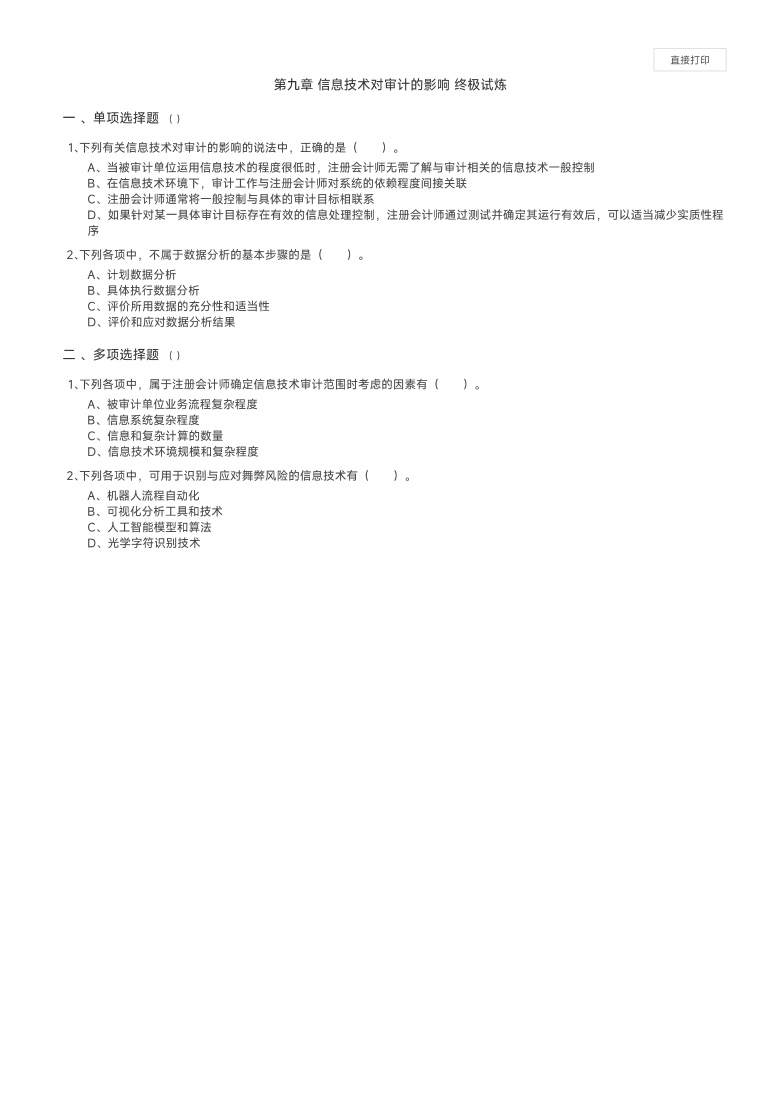 直接打印
第九章 信息技术对审计的影响 终极试炼
一 、单项选择题 ( )
1、下列有关信息技术对审计的影响的说法中，正确的是（　　）。
A、当被审计单位运用信息技术的程度很低时，注册会计师无需了解与审计相关的信息技术一般控制
B、在信息技术环境下，审计工作与注册会计师对系统的依赖程度间接关联
C、注册会计师通常将一般控制与具体的审计目标相联系
D、如果针对某一具体审计目标存在有效的信息处理控制，注册会计师通过测试并确定其运行有效后，可以适当减少实质性程
序
2、下列各项中，不属于数据分析的基本步骤的是（　　）。
A、计划数据分析
B、具体执行数据分析
C、评价所用数据的充分性和适当性
D、评价和应对数据分析结果
二 、多项选择题 ( )
1、下列各项中，属于注册会计师确定信息技术审计范围时考虑的因素有（　　）。
A、被审计单位业务流程复杂程度
B、信息系统复杂程度
C、信息和复杂计算的数量
D、信息技术环境规模和复杂程度
2、下列各项中，可用于识别与应对舞弊风险的信息技术有（　　）。
A、机器人流程自动化
B、可视化分析工具和技术
C、人工智能模型和算法
D、光学字符识别技术